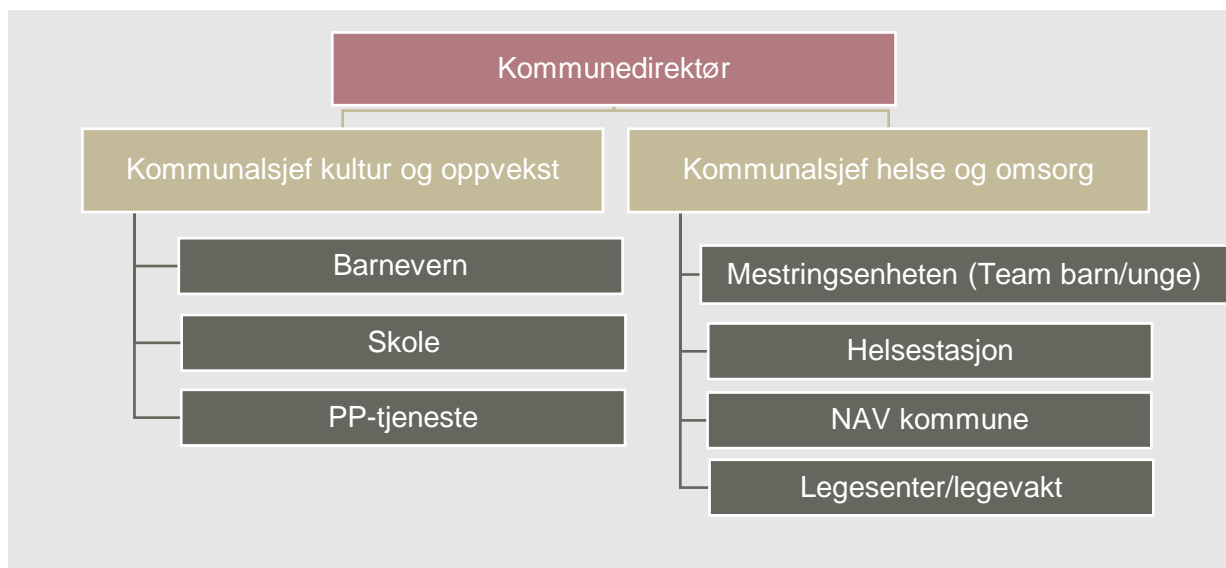 Kommunedirektør
Kommunalsjef kultur og oppvekst
Barnevern
Skole
PP-tjeneste
Kommunalsjef helse og omsorg
Mestringsenheten (Team barn/unge)
Helsestasjon
NAV kommune
Legesenter/legevakt